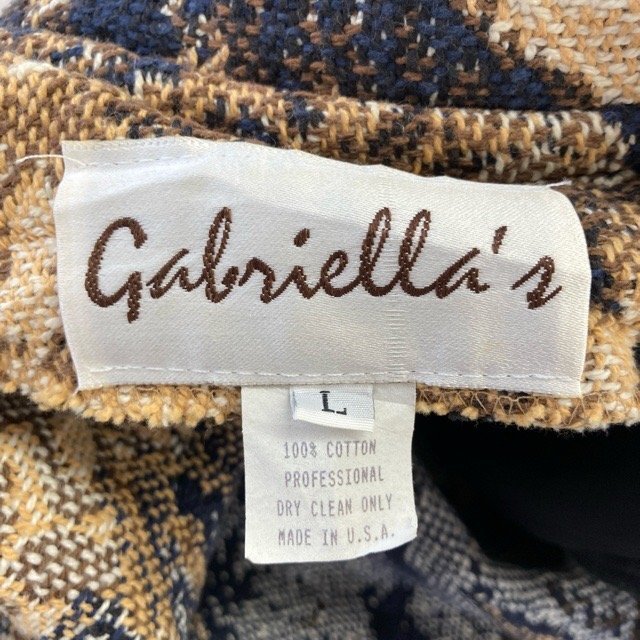 Gabriella's
L
100% COTTON
PROFESSIONAL
DRY CLEAN ONLY
MADE IN U.S.A.